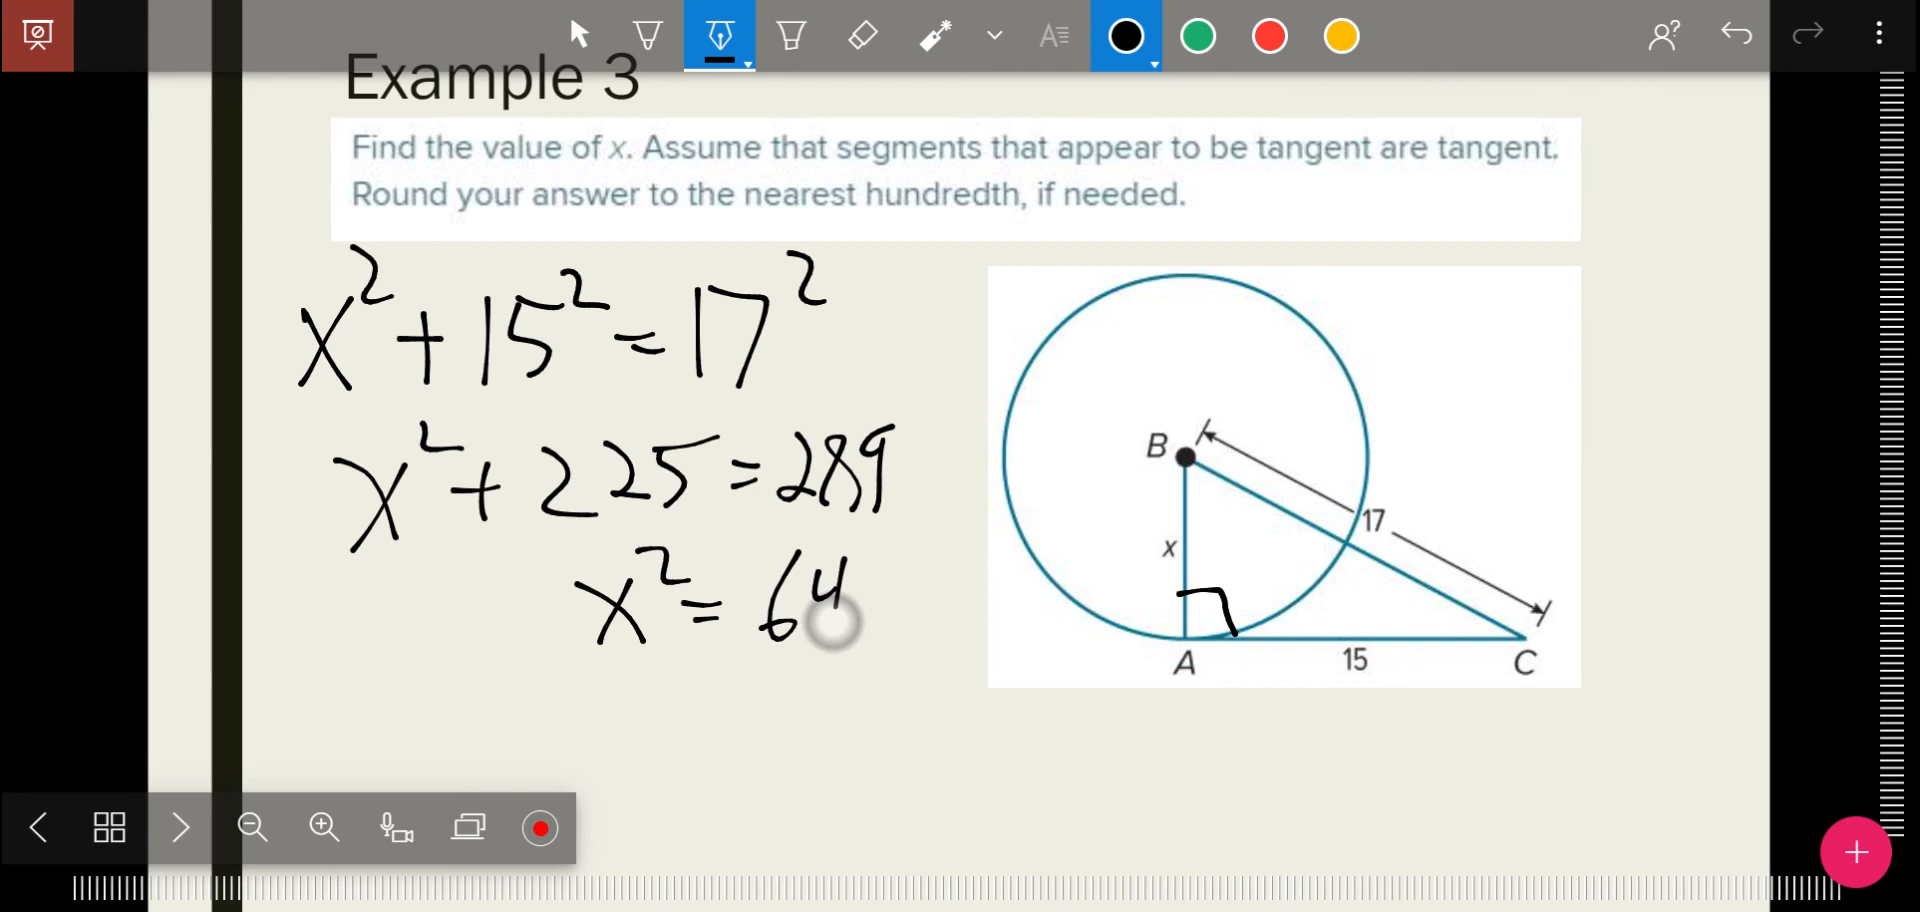 Example 3
Find the value of x. Assume that segments that appear to be tangent are tangent.
Round your answer to the nearest hundredth, if needed.
x² + 15² = 17²
x² + 225 = 289
x² = 64
B
17
x
A
15
C